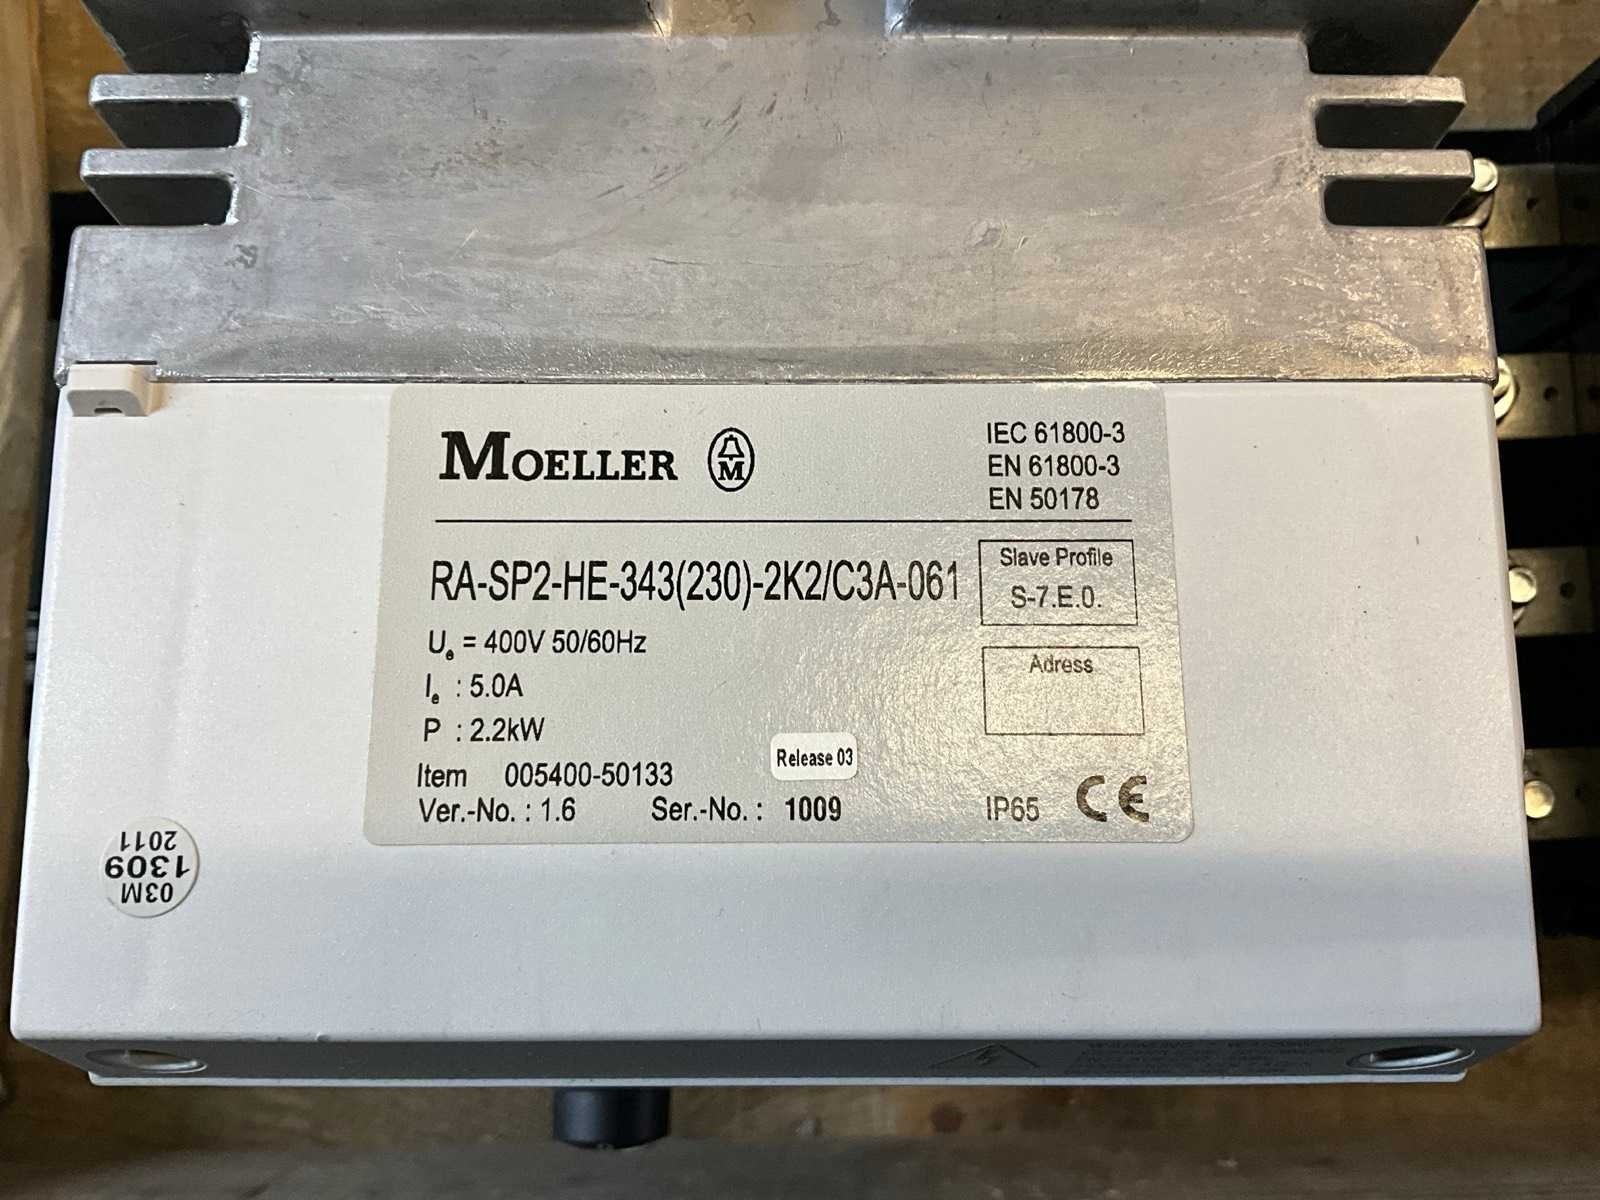 MOELLER
M
IEC 61800-3
EN 61800-3
EN 50178
RA-SP2-HE-343(230)-2K2/C3A-061
Slave Profile
S-7.E.0.
Ue = 400V 50/60Hz
Ie : 5.0A
Adress
P : 2.2kW
Release 03
Item 005400-50133
Ver.-No. : 1.6 Ser.-No. : 1009
IP65 CE
03M
1309
2011